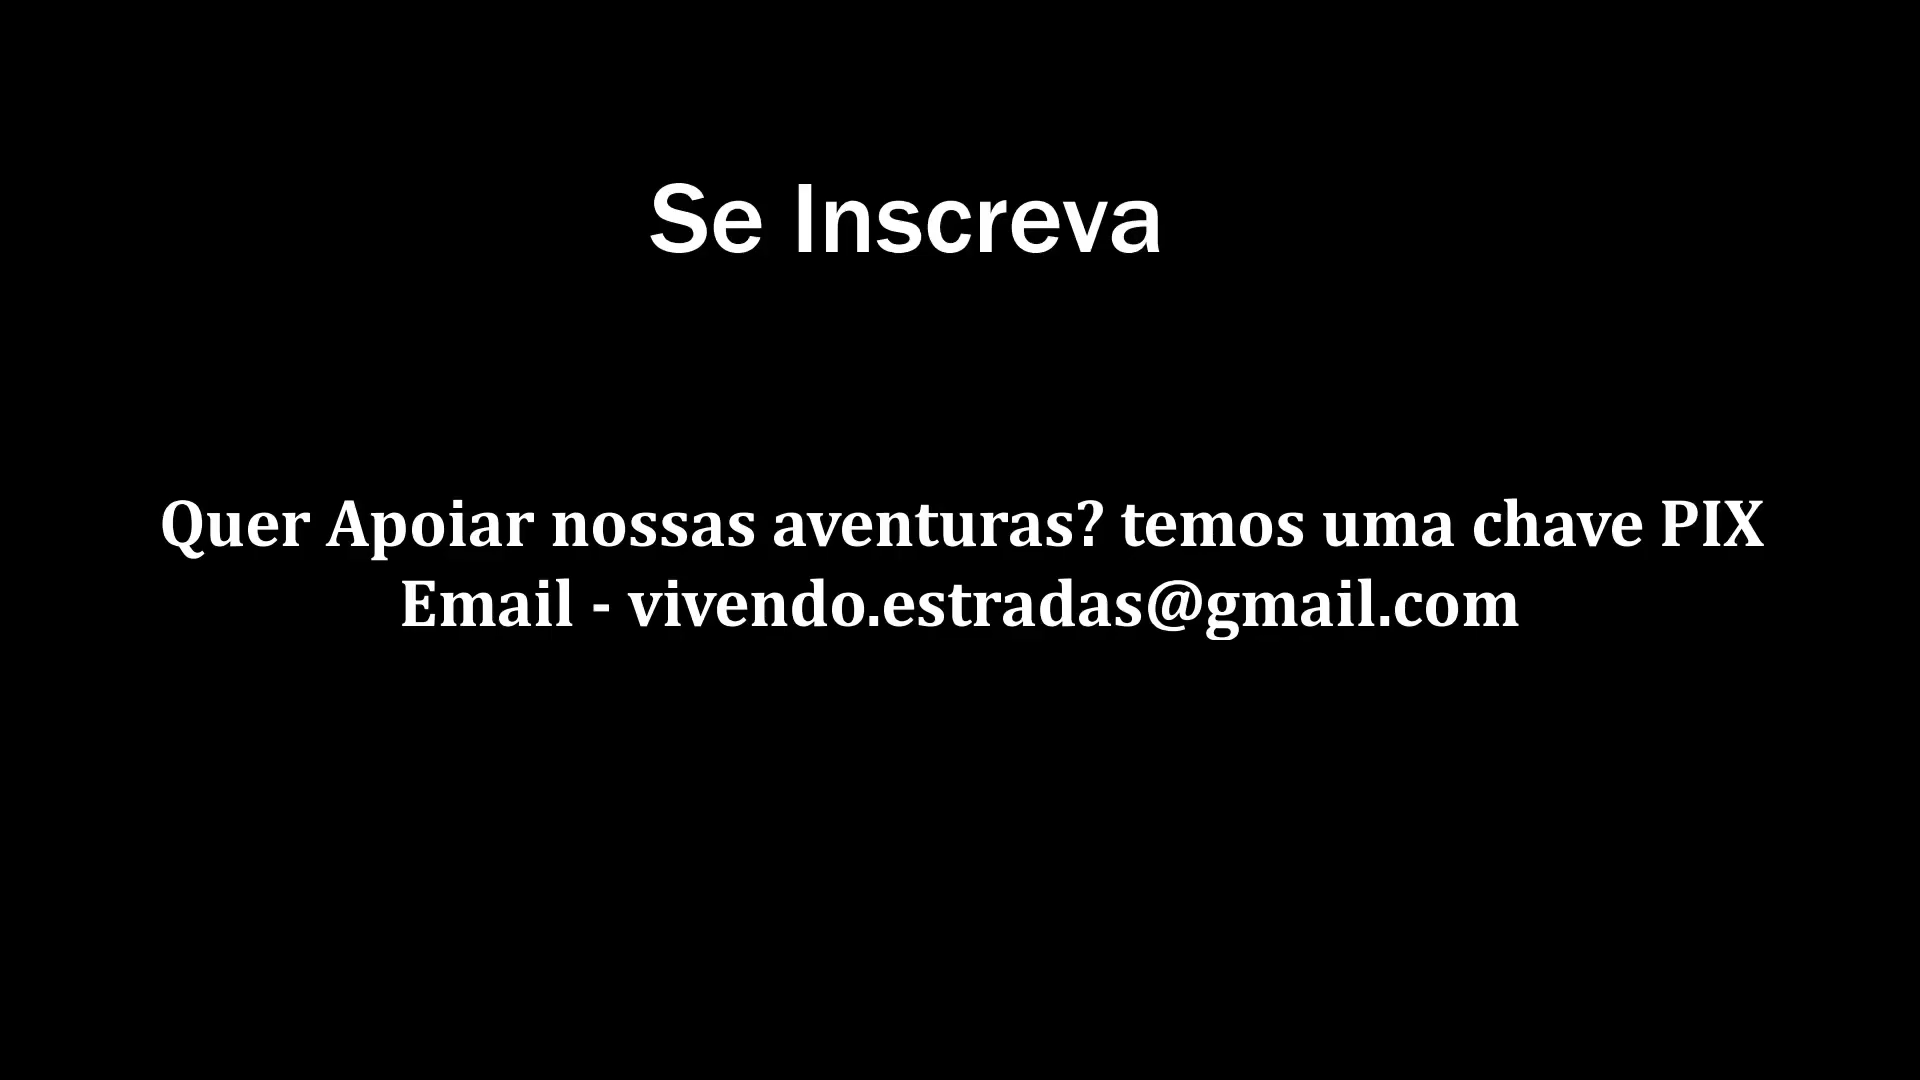 Se Inscreva
Quer Apoiar nossas aventuras? temos uma chave PIX
Email - vivendo.estradas@gmail.com